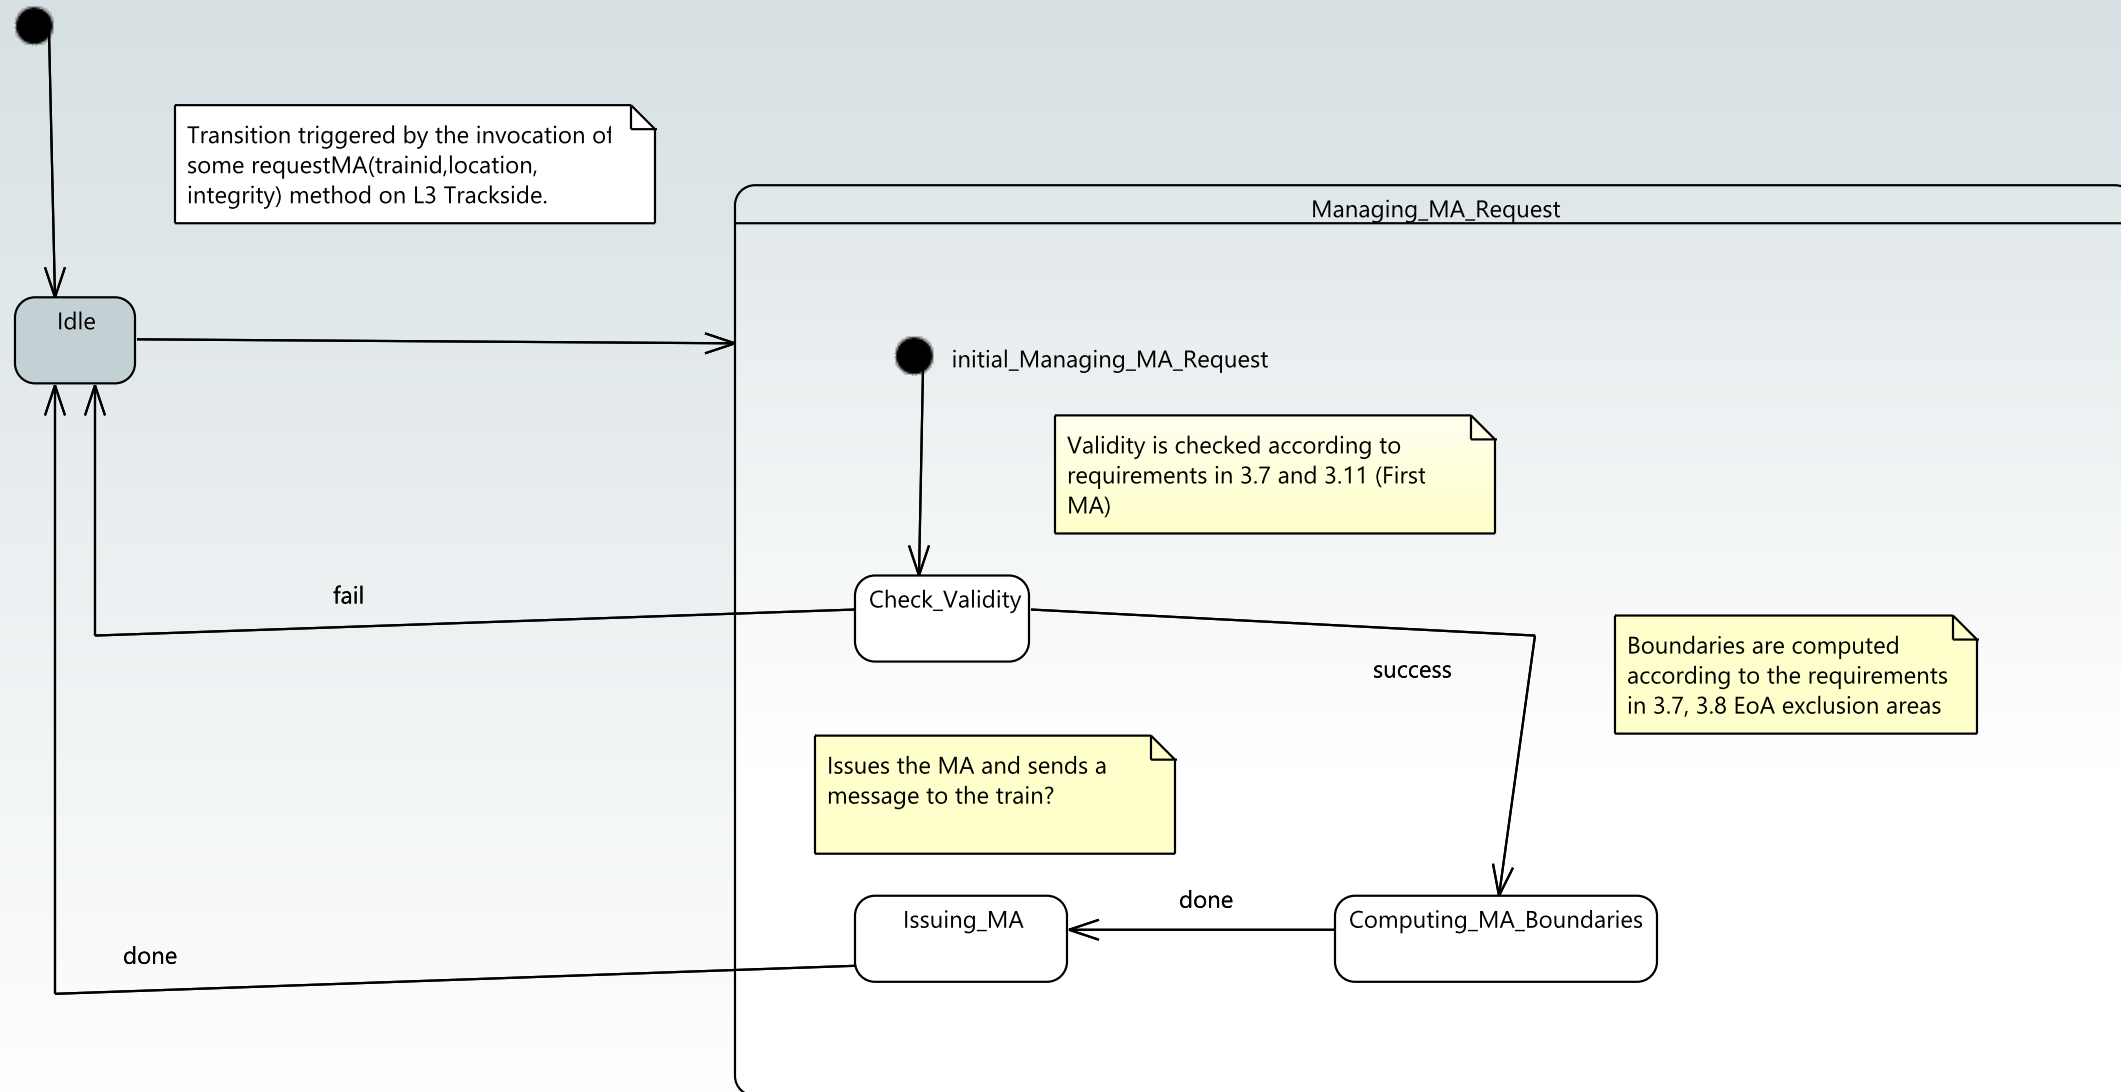 Transition triggered by the invocation of
some requestMA(trainid,location,
integrity) method on L3 Trackside.
Managing_MA_Request
Idle
initial_Managing_MA_Request
Validity is checked according to
requirements in 3.7 and 3.11 (First
MA)
fail
Check_Validity
success
Boundaries are computed
according to the requirements
in 3.7, 3.8 EoA exclusion areas
Issues the MA and sends a
message to the train?
done
Issuing_MA
Computing_MA_Boundaries
done